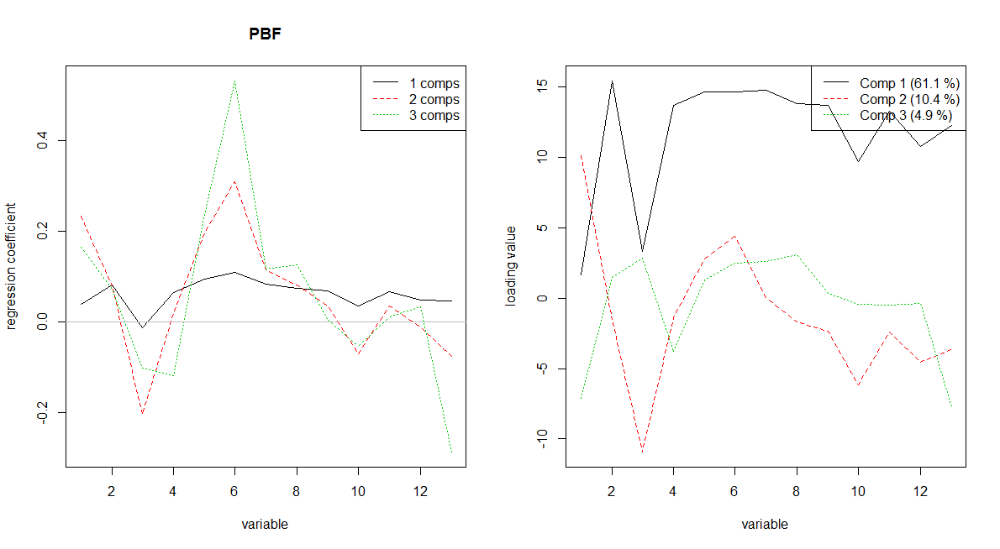 PBF
1 comps
2 comps
3 comps
regression coefficient
0.4
0.2
0.0
-0.2
2 4 6 8 10 12
variable
Comp 1 (61.1 %)
Comp 2 (10.4 %)
Comp 3 (4.9 %)
loading value
15
10
5
0
-5
-10
2 4 6 8 10 12
variable